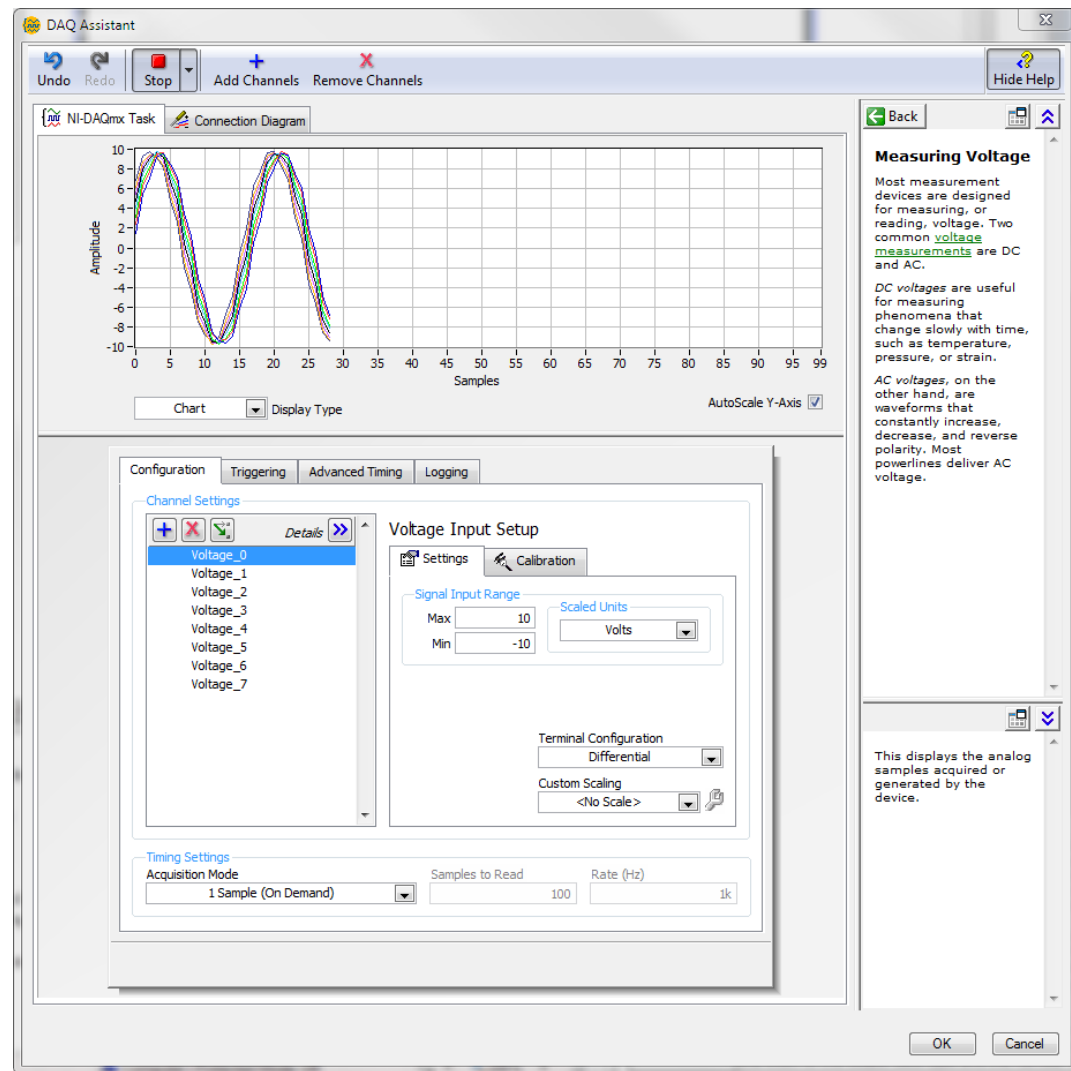 DAQ Assistant
Undo Redo Stop Add Channels Remove Channels Hide Help
NI-DAQmx Task Connection Diagram
10
8
6
4
2
0
-2
-4
-6
-8
-10
Amplitude
0 5 10 15 20 25 30 35 40 45 50 55 60 65 70 75 80 85 90 95 99
Samples
Chart Display Type AutoScale Y-Axis
Configuration Triggering Advanced Timing Logging
Channel Settings
Details
Voltage_0
Voltage_1
Voltage_2
Voltage_3
Voltage_4
Voltage_5
Voltage_6
Voltage_7
Voltage Input Setup
Settings Calibration
Signal Input Range
Max 10
Min -10
Scaled Units
Volts
Terminal Configuration
Differential
Custom Scaling
<No Scale>
Timing Settings
Acquisition Mode Samples to Read Rate (Hz)
1 Sample (On Demand) 100 1k
Back
Measuring Voltage
Most measurement
devices are designed
for measuring, or
reading, voltage. Two
common voltage
measurements are DC
and AC.
DC voltages are useful
for measuring
phenomena that
change slowly with time,
such as temperature,
pressure, or strain.
AC voltages, on the
other hand, are
waveforms that
constantly increase,
decrease, and reverse
polarity. Most
powerlines deliver AC
voltage.
This displays the analog
samples acquired or
generated by the
device.
OK Cancel